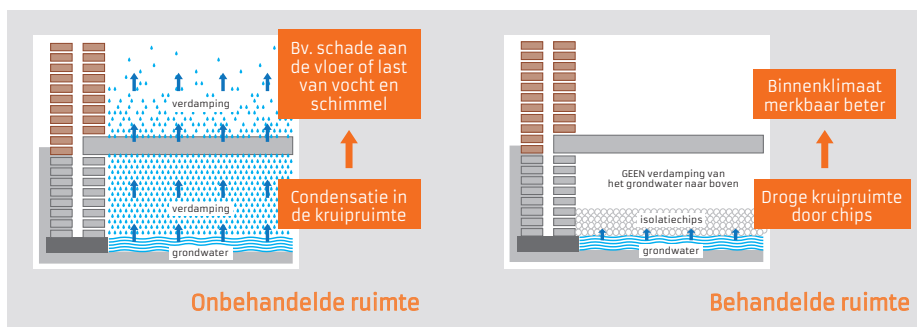 Bv. schade aan
de vloer of last
van vocht en
schimmel
verdamping
Condensatie in
de kruipruimte
verdamping
grondwater
Onbehandelde ruimte
Binnenklimaat
merkbaar beter
GEEN verdamping van
het grondwater naar boven
Droge kruipruimte
door chips
isolatiechips
grondwater
Behandelde ruimte